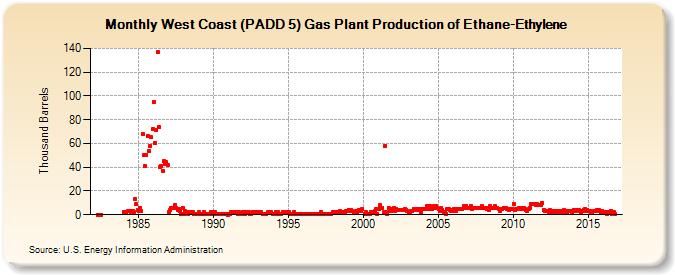 Monthly West Coast (PADD 5) Gas Plant Production of Ethane-Ethylene
Thousand Barrels
140
120
100
80
60
40
20
0
1985 1990 1995 2000 2005 2010 2015
Source: U.S. Energy Information Administration